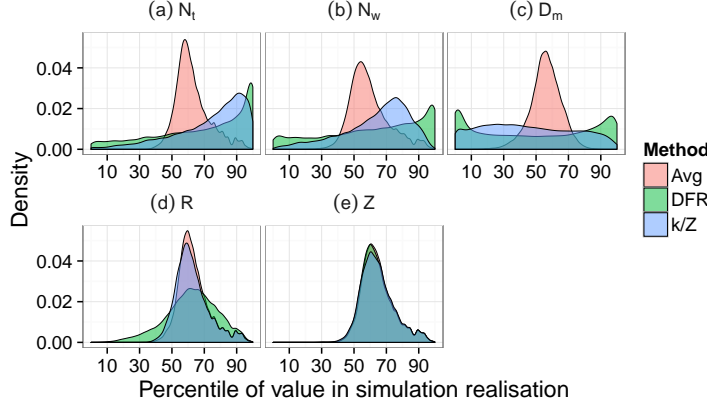 (a) Nt (b) Nw (c) Dm
0.04
0.02
0.00
10 30 50 70 90 10 30 50 70 90 10 30 50 70 90
Density
Method
Avg
DFR
k/Z
(d) R (e) Z
0.04
0.02
0.00
10 30 50 70 90 10 30 50 70 90
Percentile of value in simulation realisation